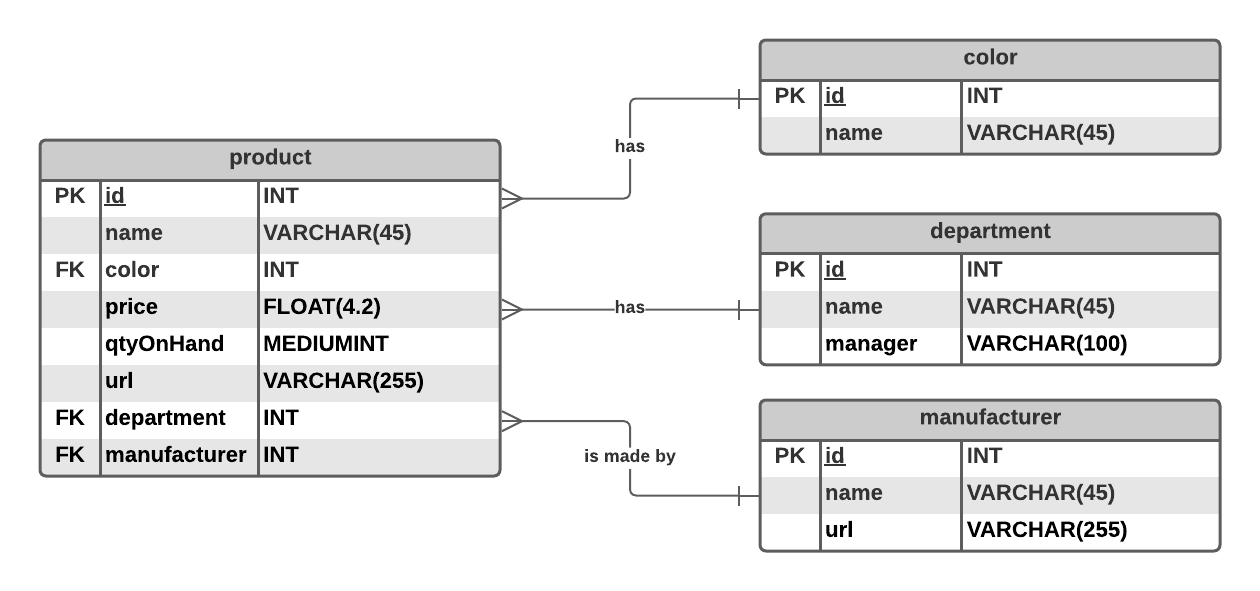 product
PK id INT
name VARCHAR(45)
FK color INT
price FLOAT(4.2)
qtyOnHand MEDIUMINT
url VARCHAR(255)
FK department INT
FK manufacturer INT
has
has
is made by
color
PK id INT
name VARCHAR(45)
department
PK id INT
name VARCHAR(45)
manager VARCHAR(100)
manufacturer
PK id INT
name VARCHAR(45)
url VARCHAR(255)